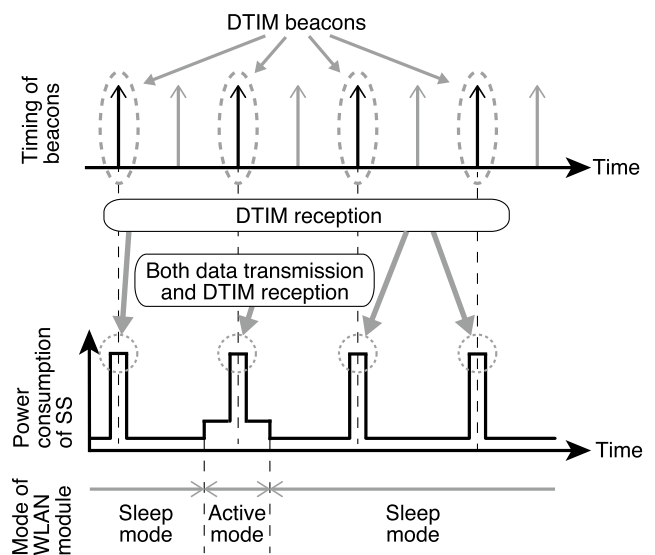 DTIM beacons
Timing of
beacons
Time
DTIM reception
Both data transmission
and DTIM reception
Power
consumption
of SS
Time
Mode of
WLAN
module
Sleep
mode
Active
mode
Sleep
mode